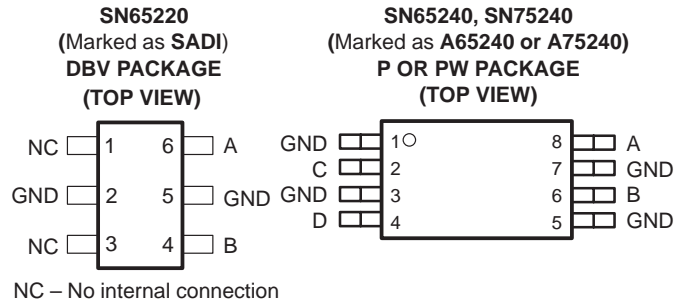 SN65220
(Marked as SADI)
DBV PACKAGE
(TOP VIEW)
NC 1 6 A
GND 2 5 GND
NC 3 4 B
NC – No internal connection
SN65240, SN75240
(Marked as A65240 or A75240)
P OR PW PACKAGE
(TOP VIEW)
GND 1 8 A
C 2 7 GND
GND 3 6 B
D 4 5 GND